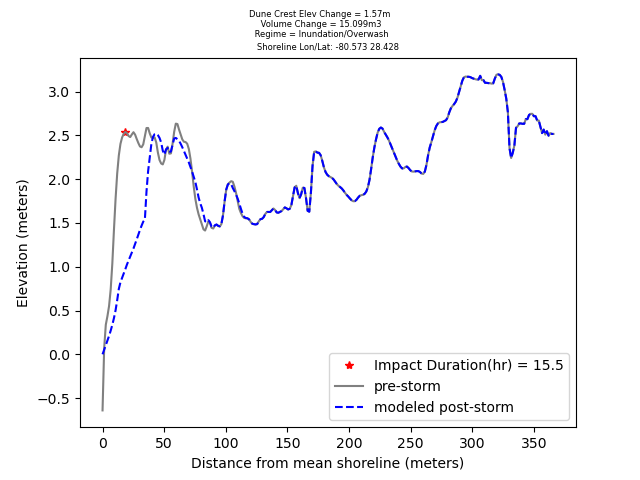 Dune Crest Elev Change = 1.57m
Volume Change = 15.099m3
Regime = Inundation/Overwash
Shoreline Lon/Lat: -80.573 28.428
Elevation (meters)
3.0
2.5
2.0
1.5
1.0
0.5
0.0
−0.5
Impact Duration(hr) = 15.5
pre-storm
modeled post-storm
0 50 100 150 200 250 300 350
Distance from mean shoreline (meters)